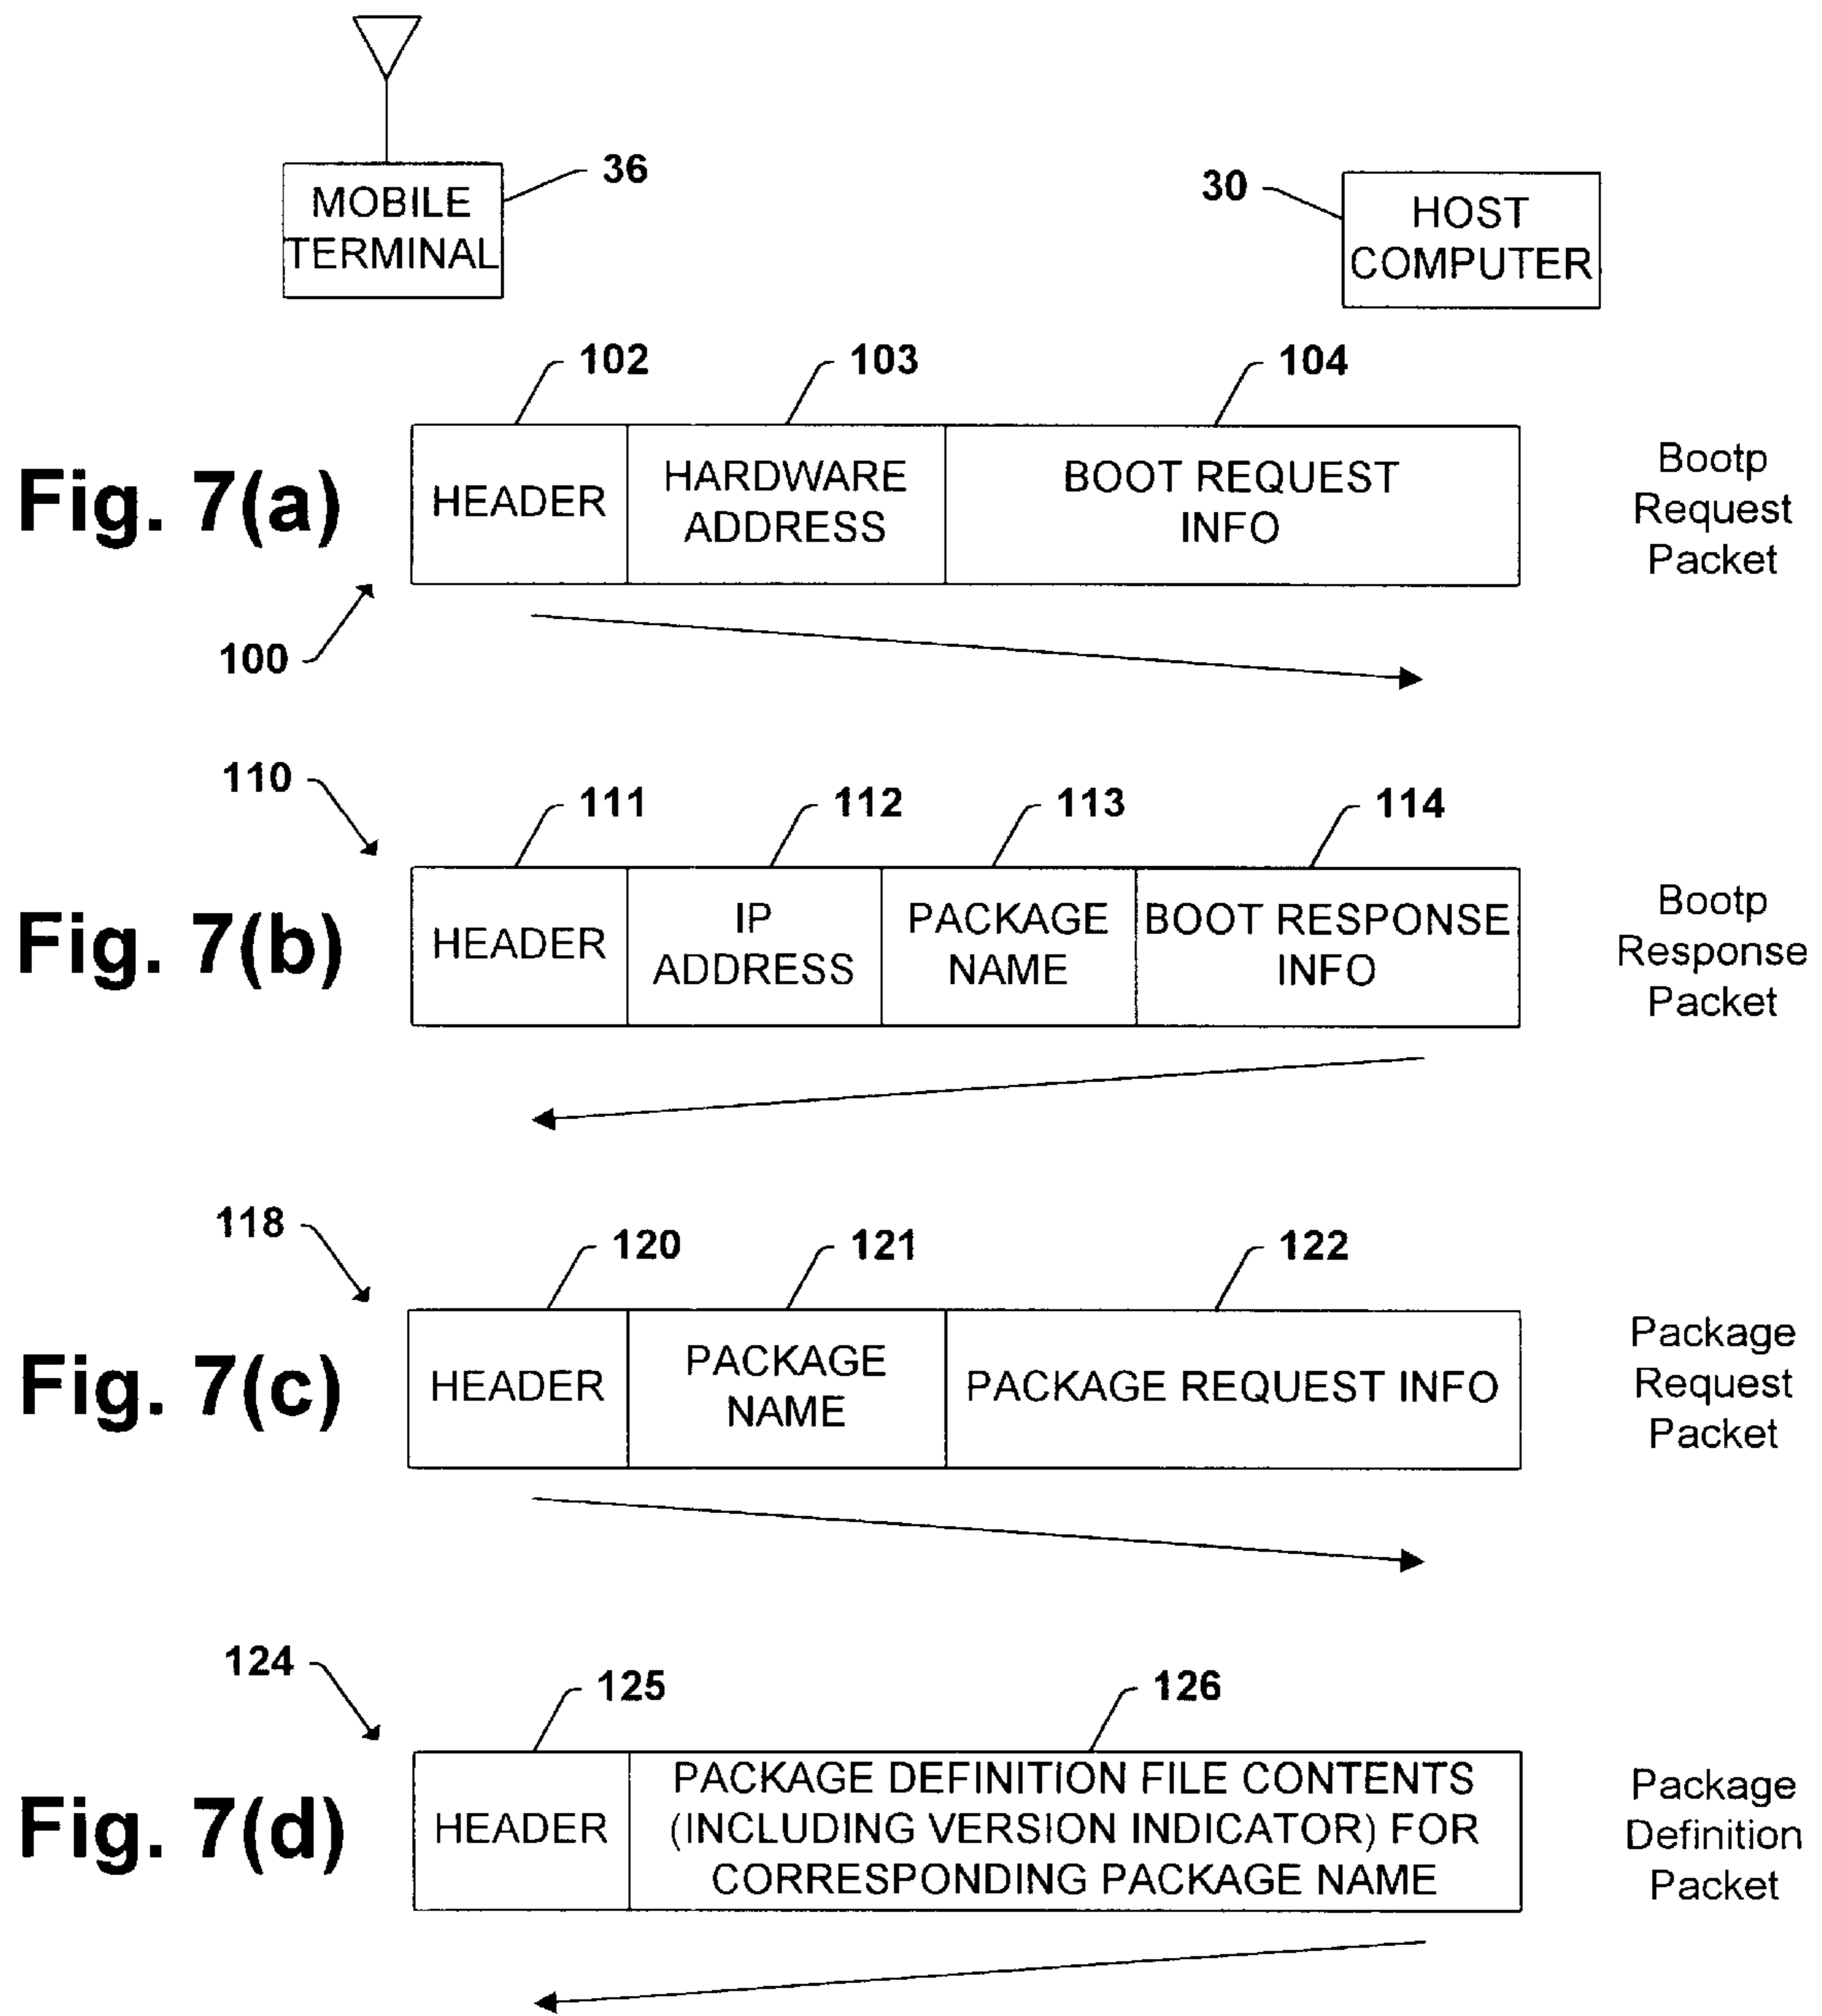 MOBILE
TERMINAL
36
30
HOST
COMPUTER
102
103
104
Fig. 7(a)
HEADER
HARDWARE
ADDRESS
BOOT REQUEST
INFO
Bootp
Request
Packet
100
110
111
112
113
114
Fig. 7(b)
HEADER
IP
ADDRESS
PACKAGE
NAME
BOOT RESPONSE
INFO
Bootp
Response
Packet
118
120
121
122
Fig. 7(c)
HEADER
PACKAGE
NAME
PACKAGE REQUEST INFO
Package
Request
Packet
124
125
126
Fig. 7(d)
HEADER
PACKAGE DEFINITION FILE CONTENTS
(INCLUDING VERSION INDICATOR) FOR
CORRESPONDING PACKAGE NAME
Package
Definition
Packet